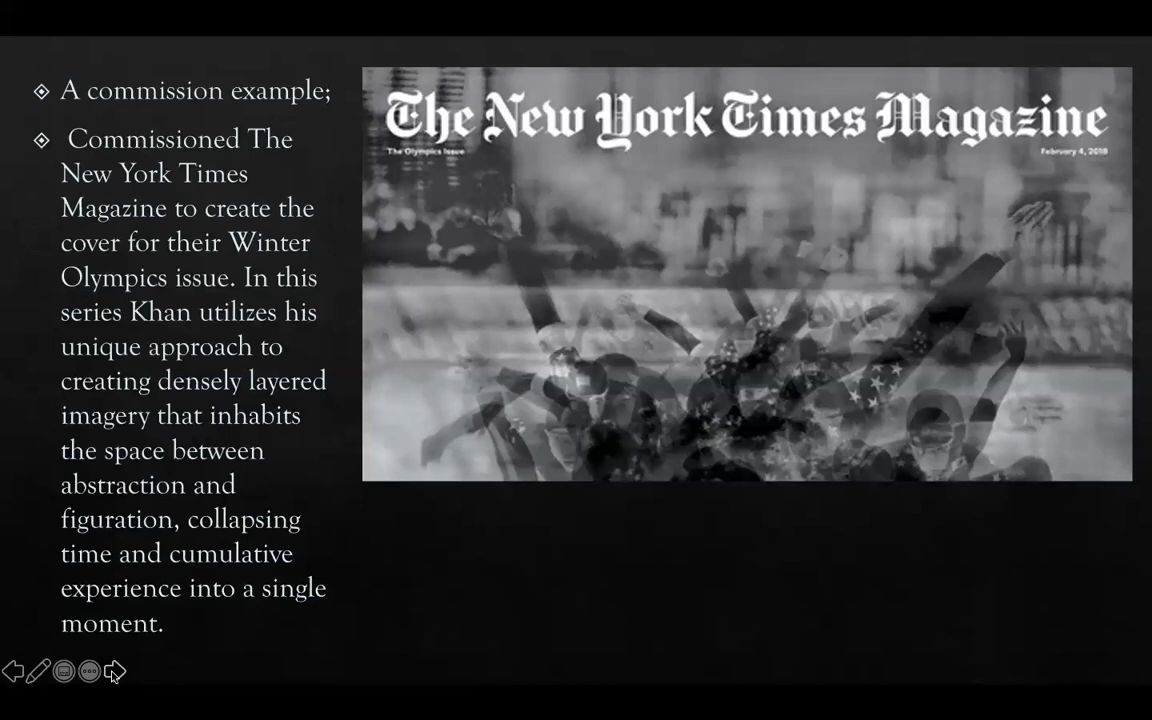 A commission example;
Commissioned The
New York Times
Magazine to create the
cover for their Winter
Olympics issue. In this
series Khan utilizes his
unique approach to
creating densely layered
imagery that inhabits
the space between
abstraction and
figuration, collapsing
time and cumulative
experience into a single
moment.
The New York Times Magazine
The Olympics Issue
February 4, 2018